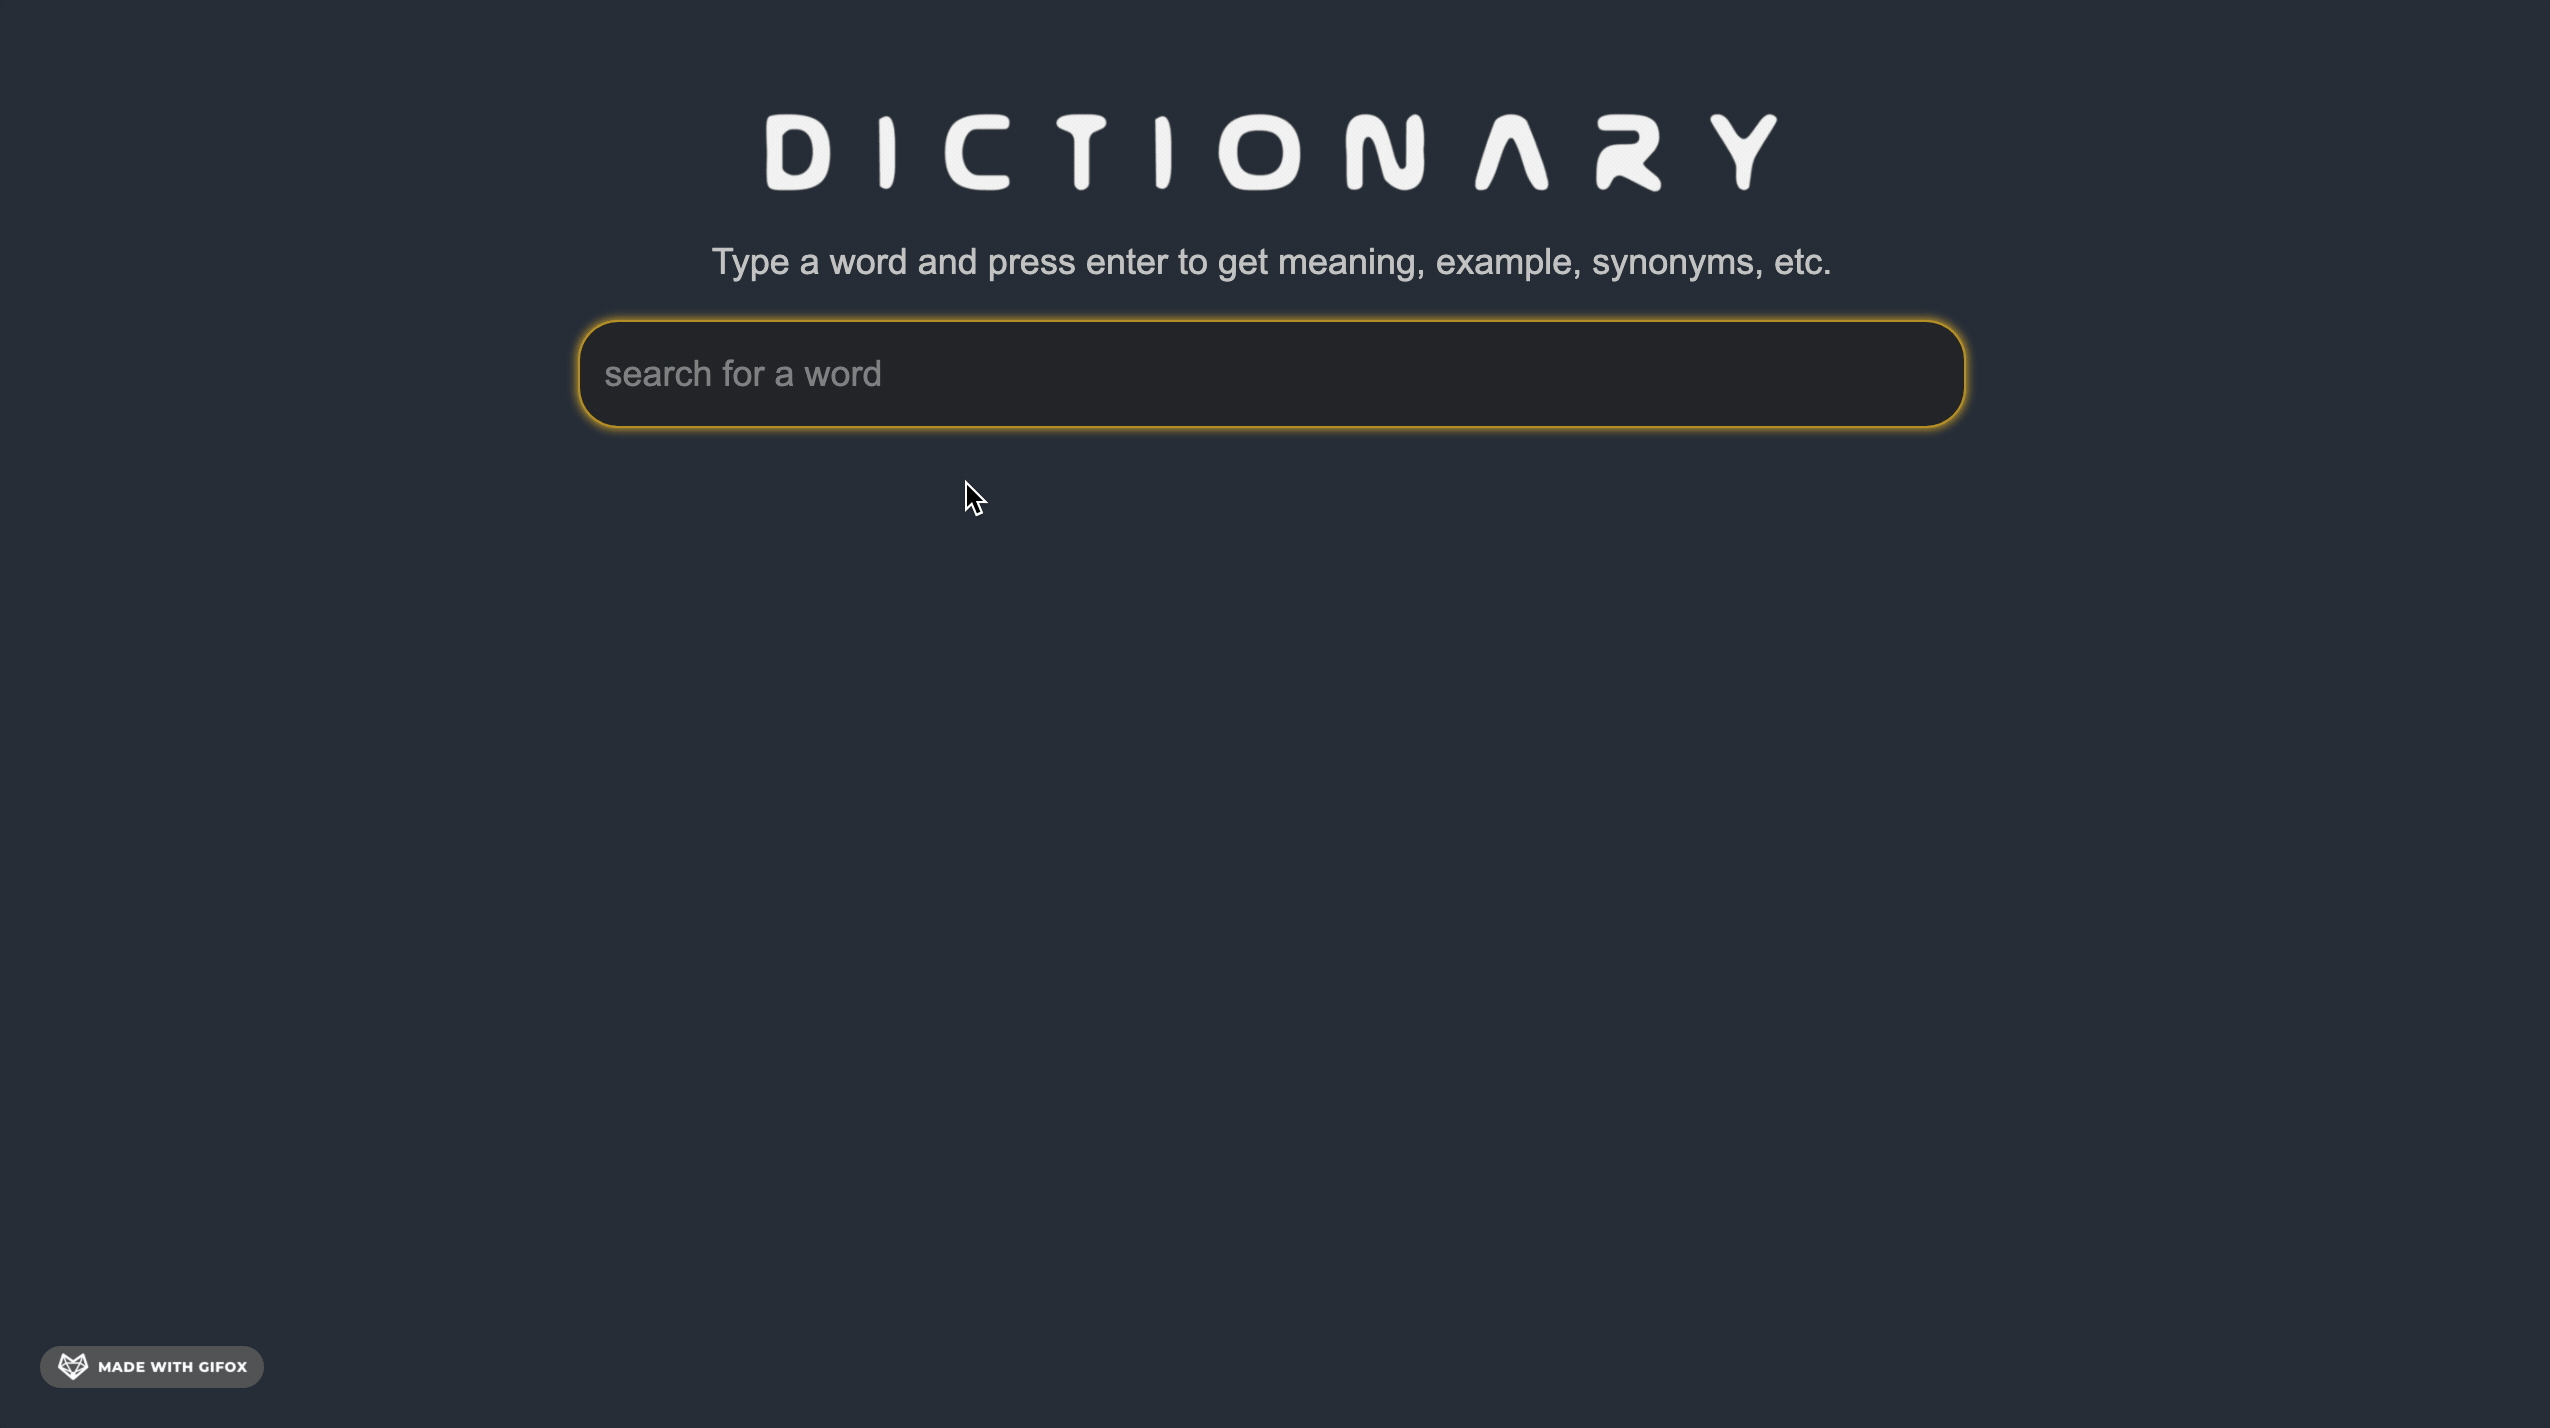 DICTIONARY
Type a word and press enter to get meaning, example, synonyms, etc.
search for a word
MADE WITH GIFOX